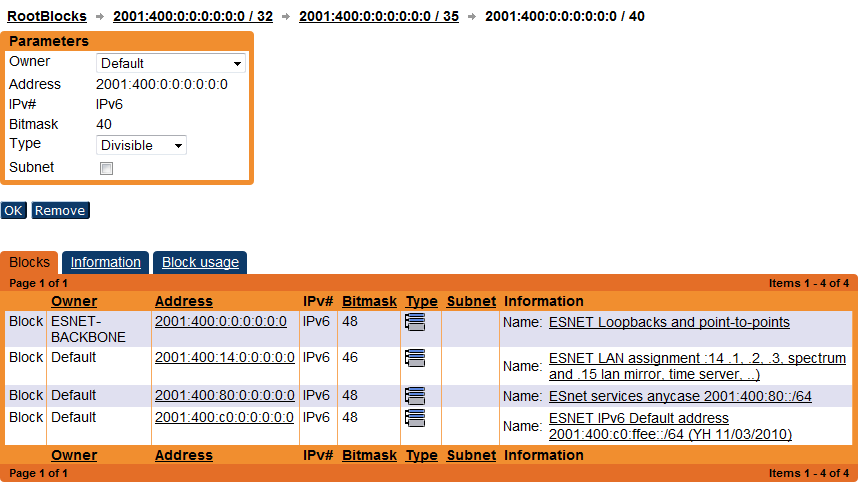 RootBlocks ➔ 2001:400:0:0:0:0:0:0 / 32 ➔ 2001:400:0:0:0:0:0:0 / 35 ➔ 2001:400:0:0:0:0:0:0 / 40
Parameters
Owner Default
Address 2001:400:0:0:0:0:0:0
IPv# IPv6
Bitmask 40
Type Divisible
Subnet
OK Remove
Blocks Information Block usage
Page 1 of 1 Items 1 - 4 of 4
Owner Address IPv# Bitmask Type Subnet Information
Block ESNET-BACKBONE 2001:400:0:0:0:0:0:0 IPv6 48 Name: ESNET Loopbacks and point-to-points
Block Default 2001:400:14:0:0:0:0:0 IPv6 46 Name: ESNET LAN assignment :14 .1, .2, .3, spectrum
and .15 lan mirror, time server, ..)
Block Default 2001:400:80:0:0:0:0:0 IPv6 48 Name: ESnet services anycase 2001:400:80::/64
Block Default 2001:400:c0:0:0:0:0:0 IPv6 48 Name: ESNET IPv6 Default address
2001:400:c0:ffee::/64 (YH 11/03/2010)
Owner Address IPv# Bitmask Type Subnet Information
Page 1 of 1 Items 1 - 4 of 4